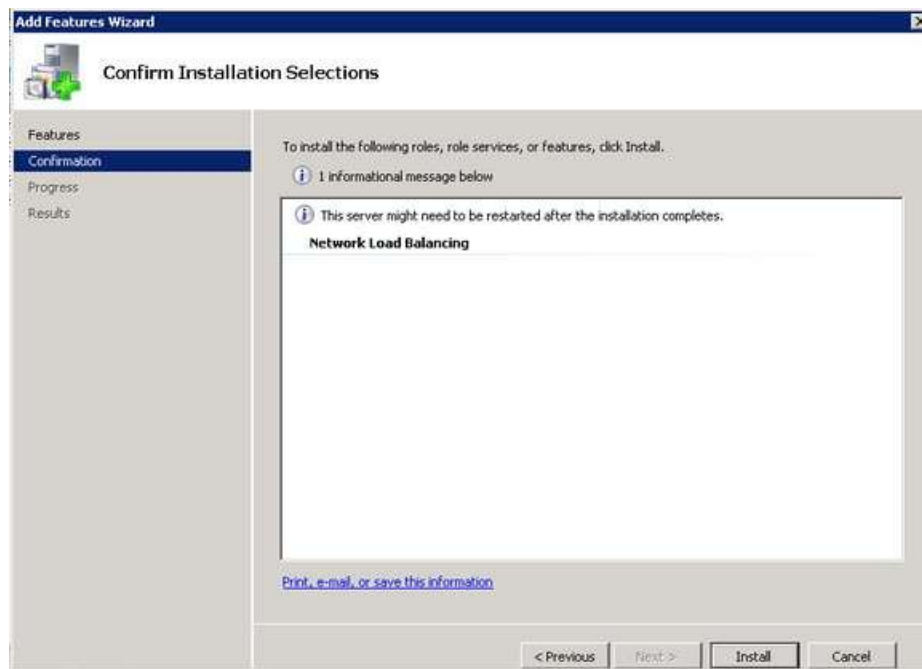 Add Features Wizard
Confirm Installation Selections
Features
Confirmation
Progress
Results
To install the following roles, role services, or features, click Install.
1 informational message below
This server might need to be restarted after the installation completes.
Network Load Balancing
Print, e-mail, or save this information
< Previous
Next >
Install
Cancel